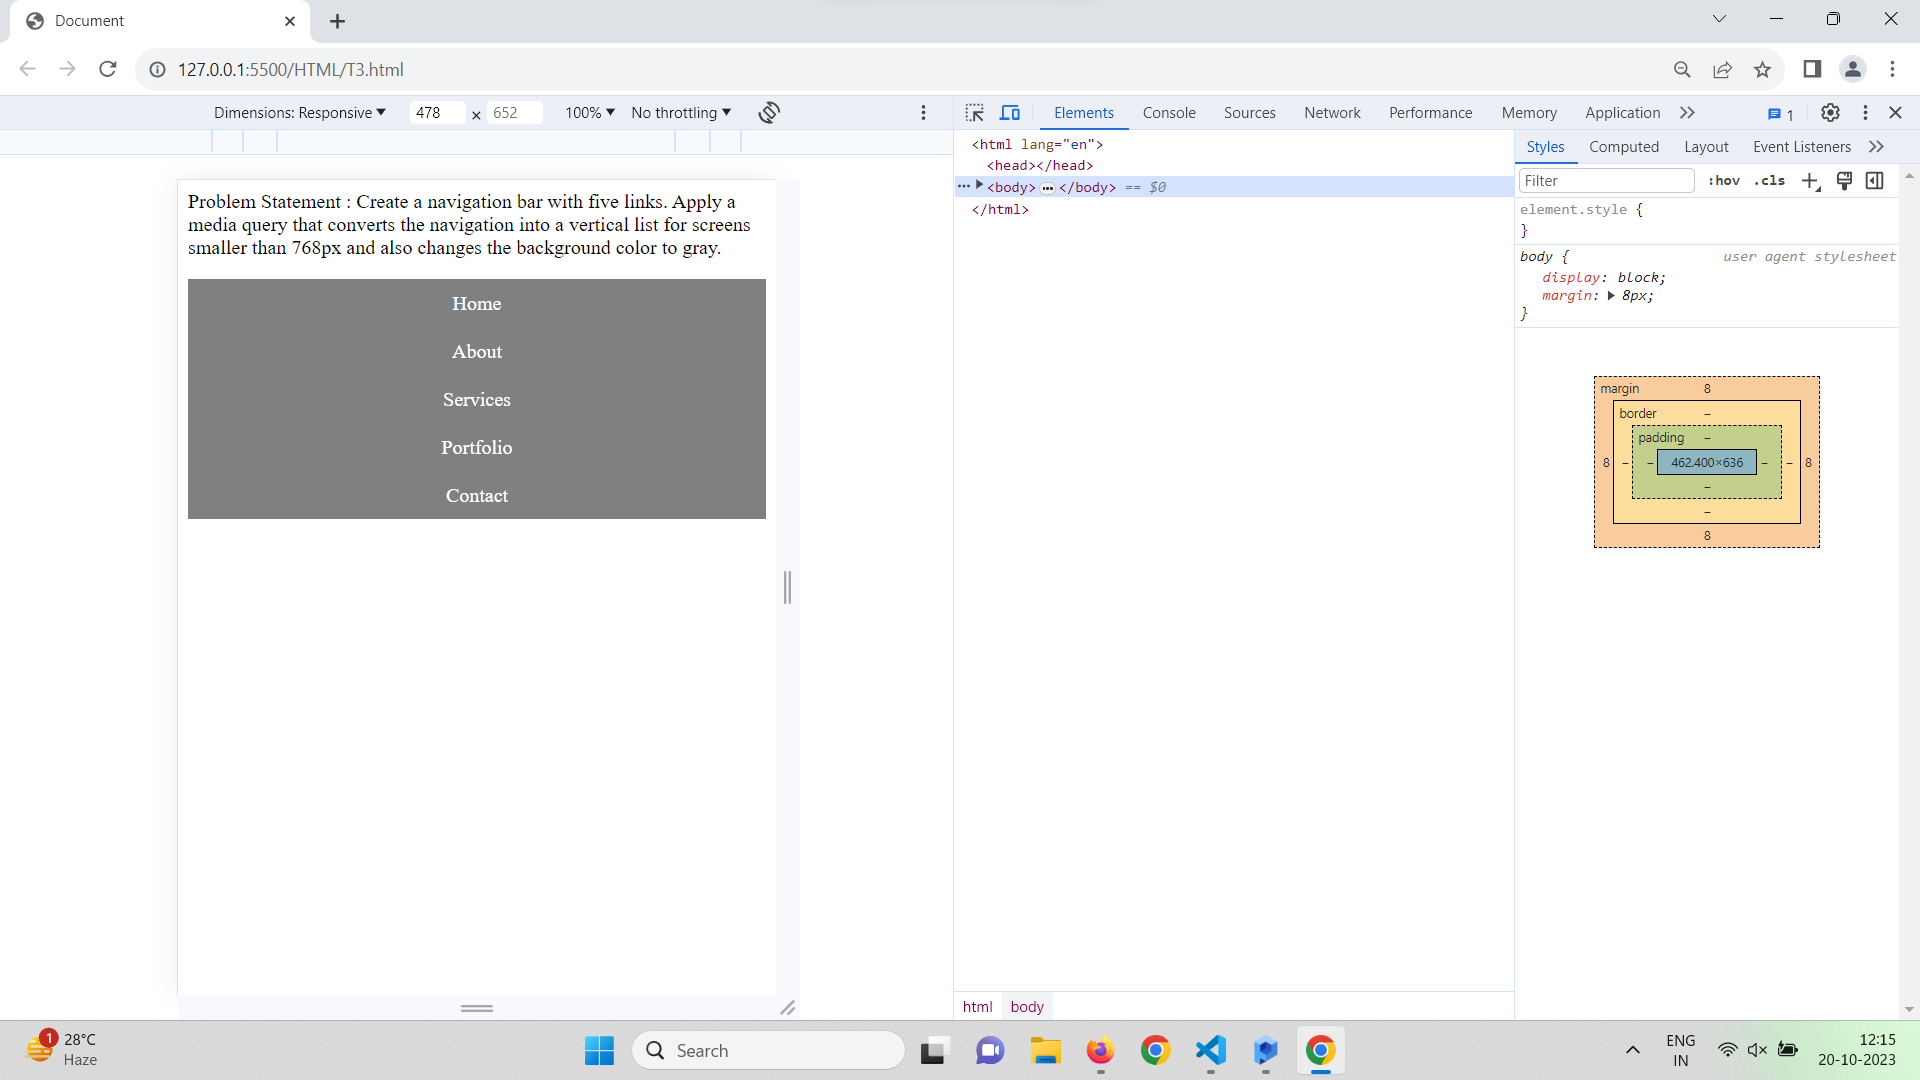 Document
127.0.0.1:5500/HTML/T3.html
Dimensions: Responsive ▼ 478 × 652 100% ▼ No throttling ▼
Elements Console Sources Network Performance Memory Application 1
Problem Statement : Create a navigation bar with five links. Apply a
media query that converts the navigation into a vertical list for screens
smaller than 768px and also changes the background color to gray.
Home
About
Services
Portfolio
Contact
<html lang="en">
<head></head>
<body>…</body> == $0
</html>
html body
Styles Computed Layout Event Listeners
Filter :hov .cls
element.style {
}
body { user agent stylesheet
display: block;
margin: ▶ 8px;
}
margin 8
border –
padding –
8 – – 462.400×636 – – 8
–
–
8
1 28°C
Haze
Search
ENG
IN
12:15
20-10-2023